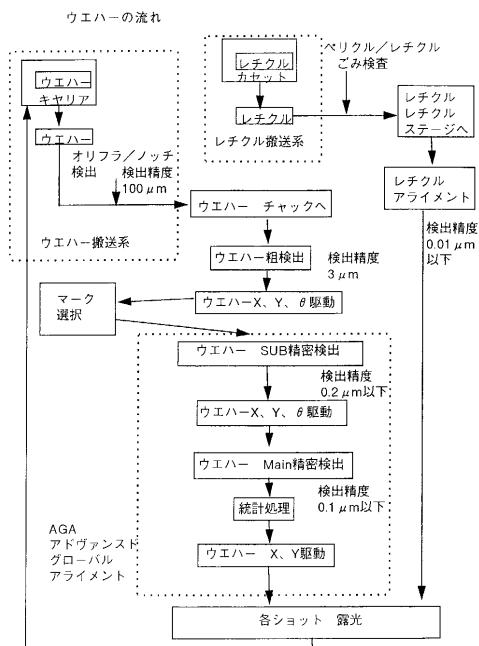 ウエハーの流れ
ウエハー
キャリア
ウエハー
オリフラ/ノッチ
検出
検出精度
100μm
ウエハー搬送系
レチクル
カセット
レチクル
レチクル搬送系
ペリクル/レチクル
ごみ検査
レチクル
レチクル
ステージへ
レチクル
アライメント
検出精度
0.01μm
以下
ウエハー チャックへ
ウエハー粗検出
検出精度
3μm
ウエハーX、Y、θ駆動
マーク
選択
ウエハー SUB精密検出
検出精度
0.2μm以下
ウエハーX、Y、θ駆動
ウエハー Main精密検出
検出精度
0.1μm以下
統計処理
ウエハー X、Y駆動
AGA
アドヴァンスト
グローバル
アライメント
各ショット 露光